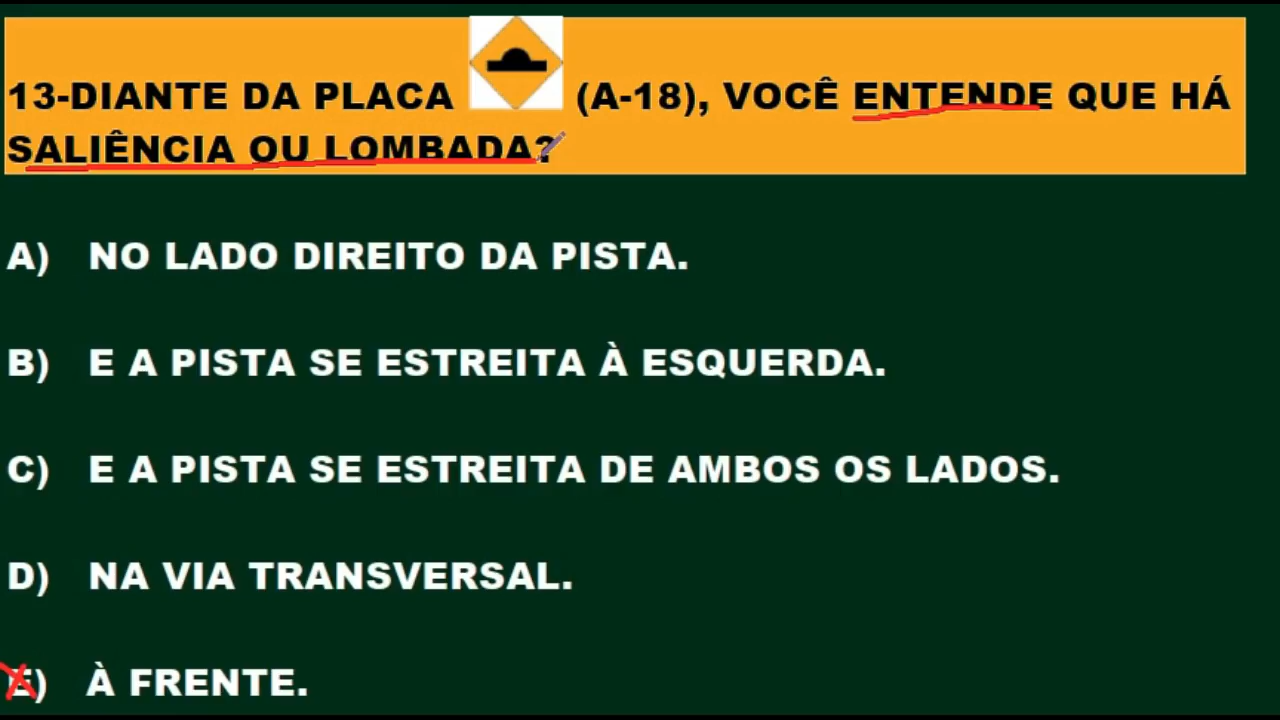 13-DIANTE DA PLACA (A-18), VOCÊ ENTENDE QUE HÁ
SALIÊNCIA OU LOMBADA?
A) NO LADO DIREITO DA PISTA.
B) E A PISTA SE ESTREITA À ESQUERDA.
C) E A PISTA SE ESTREITA DE AMBOS OS LADOS.
D) NA VIA TRANSVERSAL.
E) À FRENTE.